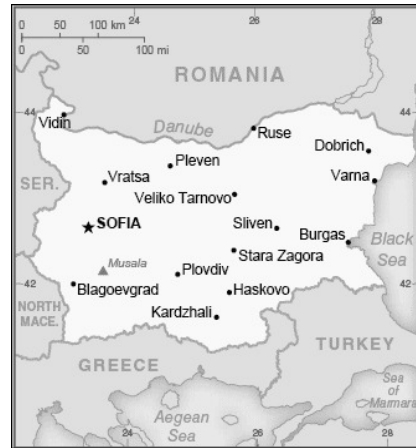 0 50 100 km
0 50 100 mi
24
26
28
ROMANIA
44
44
Vidin
Danube
Ruse
Dobrich
Pleven
Varna
SER.
Vratsa
Veliko Tarnovo
SOFIA
Sliven
Burgas
Black
Sea
Stara Zagora
Musala
Plovdiv
42
42
Blagoevgrad
Haskovo
NORTH
MACE.
Kardzhali
TURKEY
GREECE
Sea
of
Marmara
Aegean
Sea
24
26
28